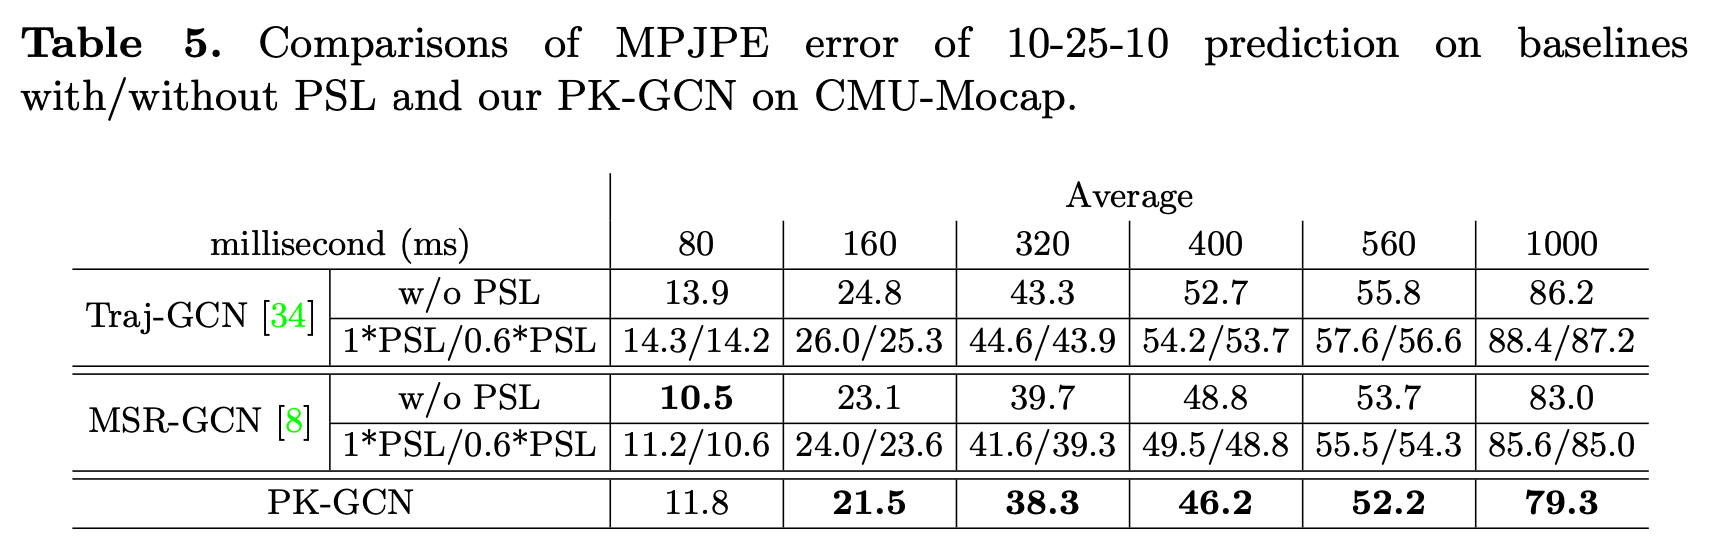 Table 5. Comparisons of MPJPE error of 10-25-10 prediction on baselines
with/without PSL and our PK-GCN on CMU-Mocap.
Average
millisecond (ms) 80 160 320 400 560 1000
Traj-GCN [34] w/o PSL 13.9 24.8 43.3 52.7 55.8 86.2
1*PSL/0.6*PSL 14.3/14.2 26.0/25.3 44.6/43.9 54.2/53.7 57.6/56.6 88.4/87.2
MSR-GCN [8] w/o PSL 10.5 23.1 39.7 48.8 53.7 83.0
1*PSL/0.6*PSL 11.2/10.6 24.0/23.6 41.6/39.3 49.5/48.8 55.5/54.3 85.6/85.0
PK-GCN 11.8 21.5 38.3 46.2 52.2 79.3